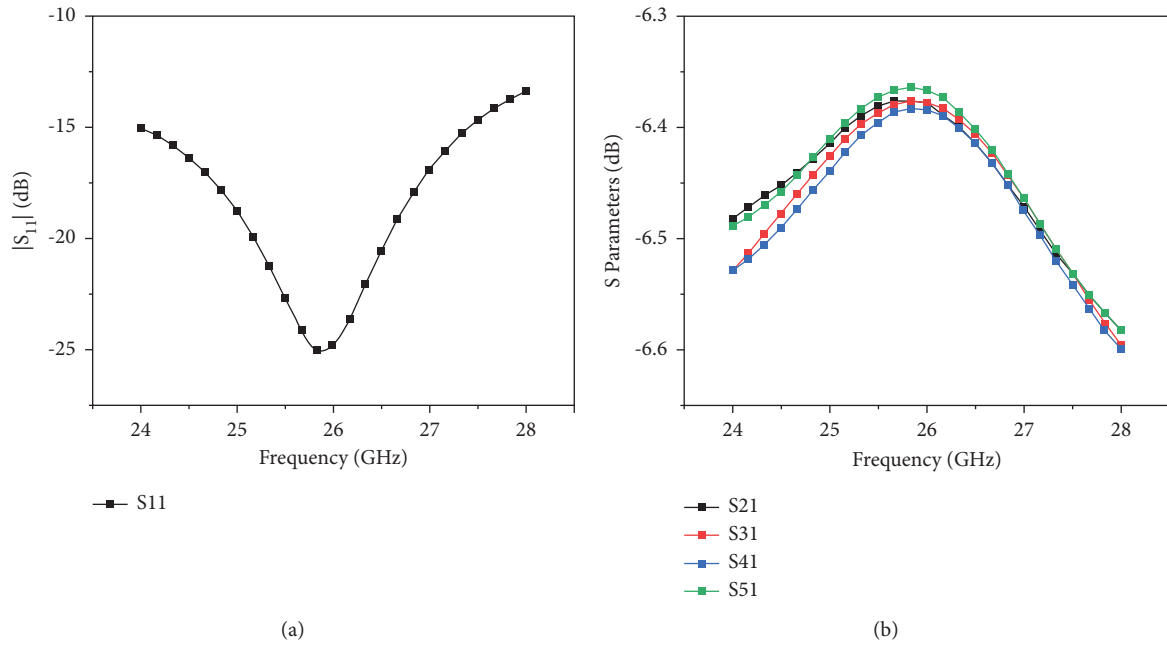 -10
-15
-20
-25
|S11| (dB)
24 25 26 27 28
Frequency (GHz)
S11
(a)
-6.3
-6.4
-6.5
-6.6
S Parameters (dB)
24 25 26 27 28
Frequency (GHz)
S21
S31
S41
S51
(b)